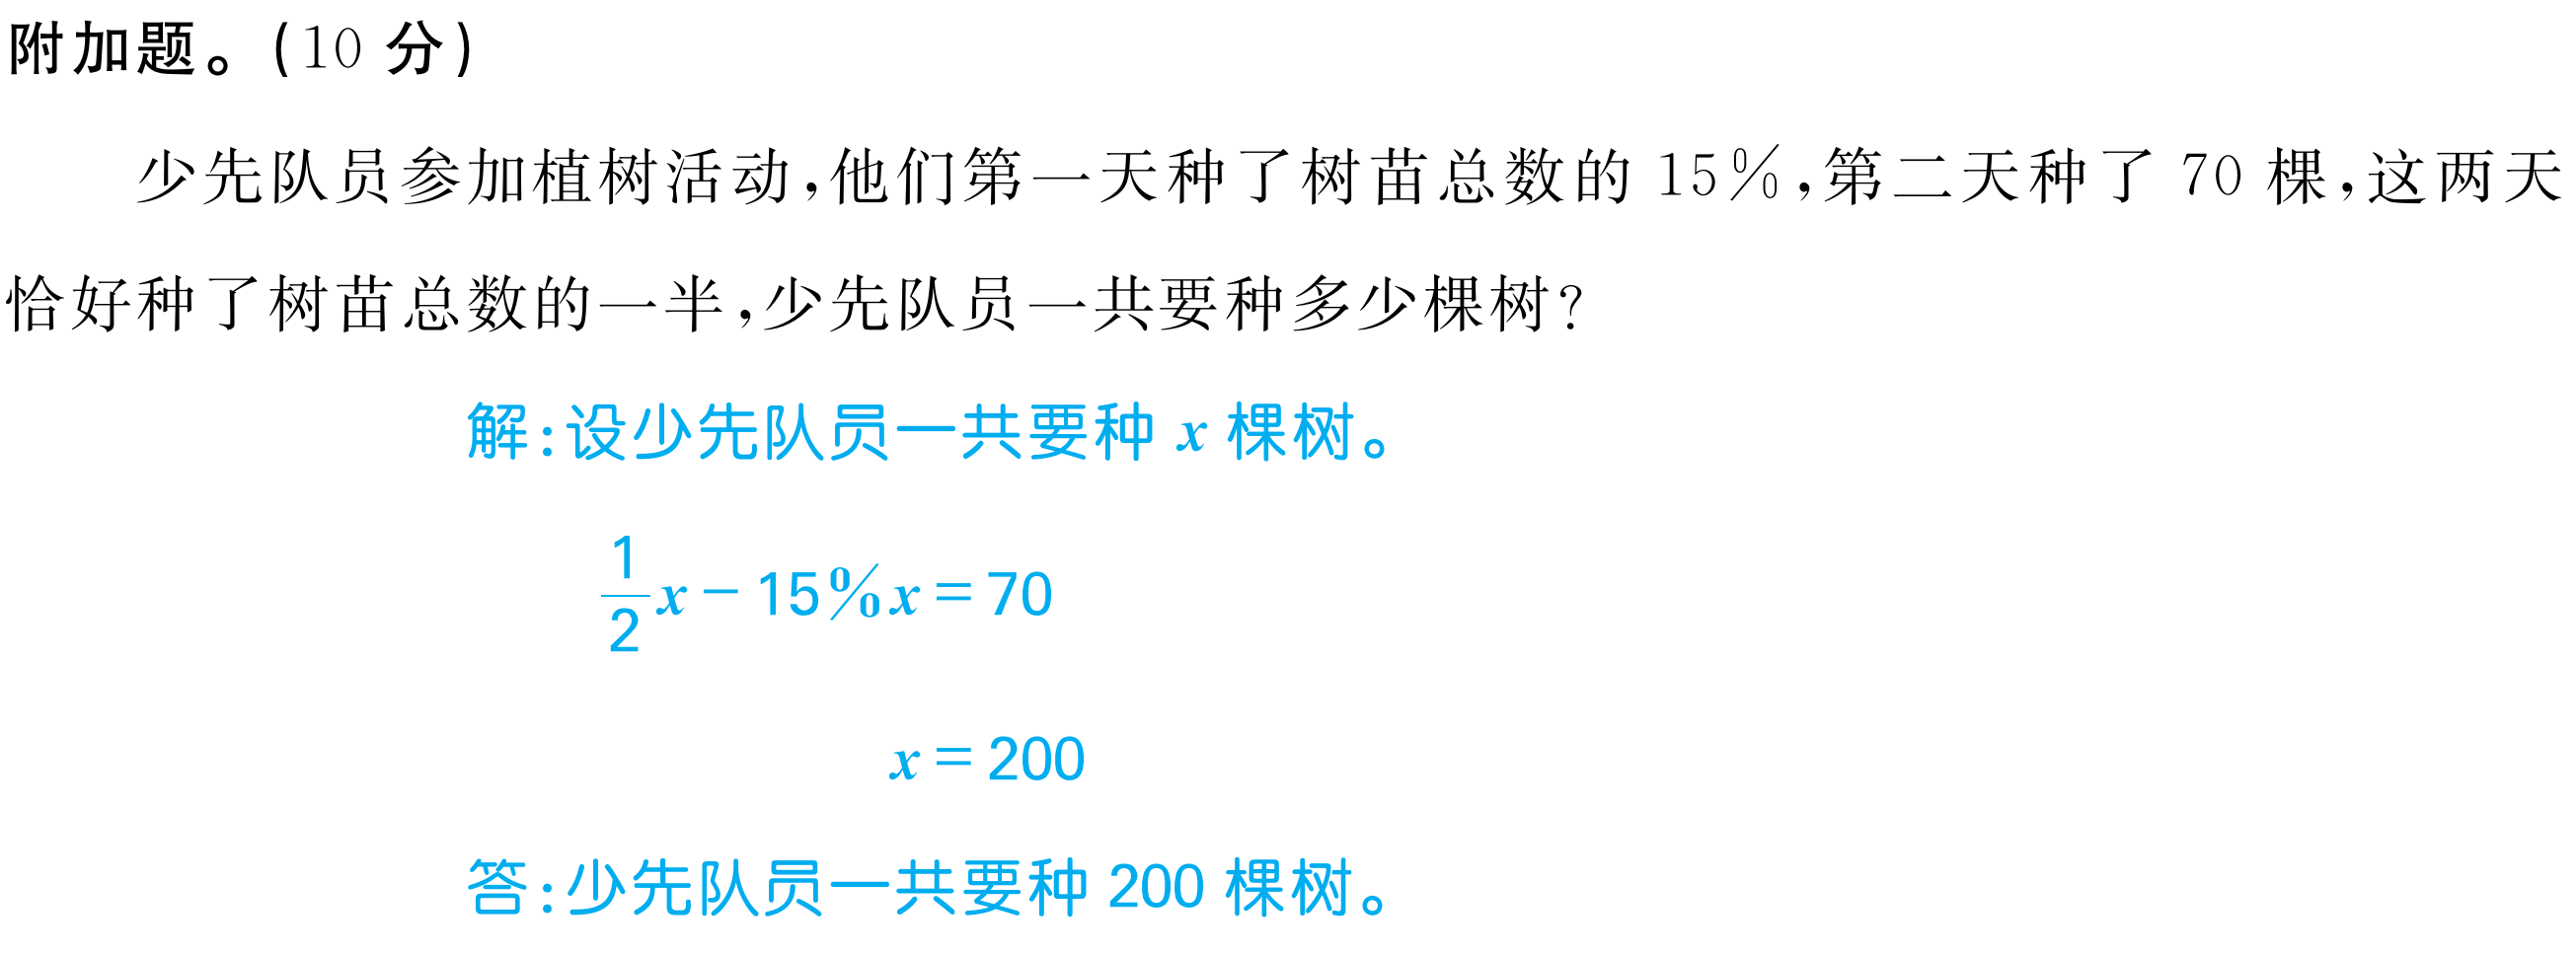 附加题。(10 分)
少先队员参加植树活动,他们第一天种了树苗总数的 15%,第二天种了 70 棵,这两天
恰好种了树苗总数的一半,少先队员一共要种多少棵树?
解:设少先队员一共要种 x 棵树。
1/2 x - 15%x = 70
x = 200
答:少先队员一共要种 200 棵树。